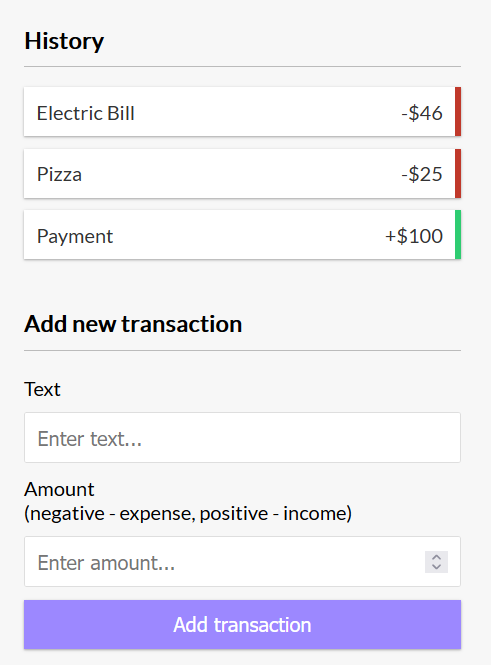 History
Electric Bill -$46
Pizza -$25
Payment +$100
Add new transaction
Text
Enter text...
Amount
(negative - expense, positive - income)
Enter amount...
Add transaction